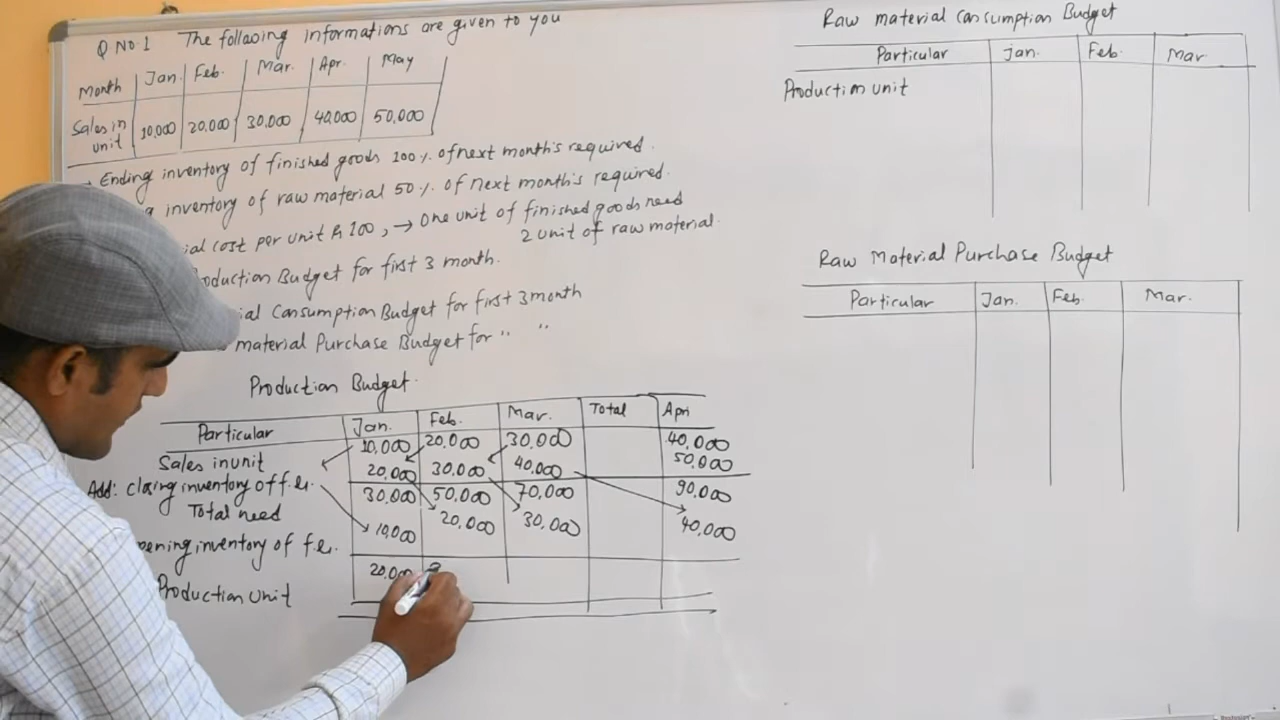 Q No 1 The following informations are given to you
Month Jan. Feb. Mar. Apr. May
Sales in unit 10,000 20,000 30,000 40,000 50,000
Ending inventory of finished goods 100% of next month's required.
inventory of raw material 50% of next month's required.
ial cost per unit Rs 100, → One unit of finished goods need
2 unit of raw material.
roduction Budget for first 3 month.
ial Consumption Budget for first 3 month
material Purchase Budget for " "
Production Budget.
Particular Jan. Feb. Mar. Total Apri
Sales in unit 10,000 20,000 30,000 40,000
Add: closing inventory of f.g. 20,000 30,000 40,000 50,000
Total need 30,000 50,000 70,000 90,000
pening inventory of f.g. 10,000 20,000 30,000 40,000
Production Unit 20,000
Raw material Consumption Budget
Particular Jan. Feb. Mar
Production unit
Raw Material Purchase Budget
Particular Jan. Feb. Mar.